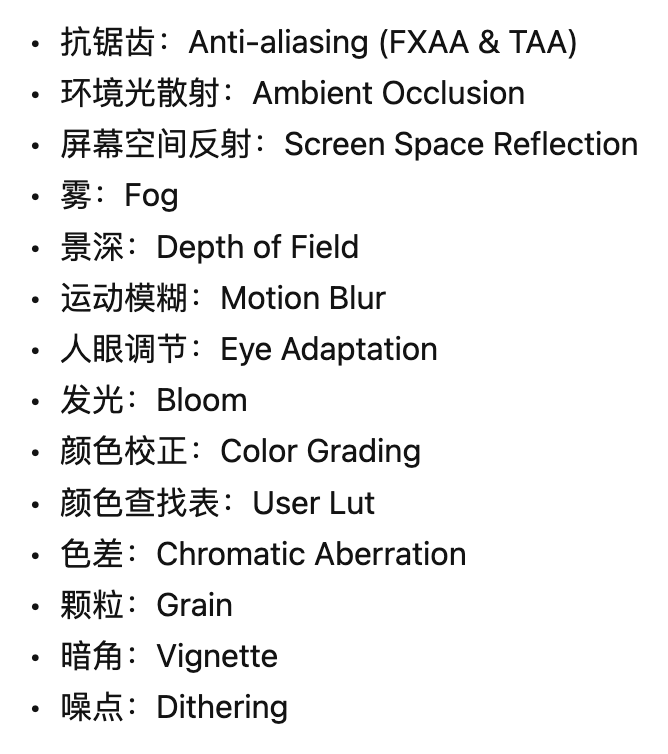 • 抗锯齿：Anti-aliasing (FXAA & TAA)
• 环境光散射：Ambient Occlusion
• 屏幕空间反射：Screen Space Reflection
• 雾：Fog
• 景深：Depth of Field
• 运动模糊：Motion Blur
• 人眼调节：Eye Adaptation
• 发光：Bloom
• 颜色校正：Color Grading
• 颜色查找表：User Lut
• 色差：Chromatic Aberration
• 颗粒：Grain
• 暗角：Vignette
• 噪点：Dithering